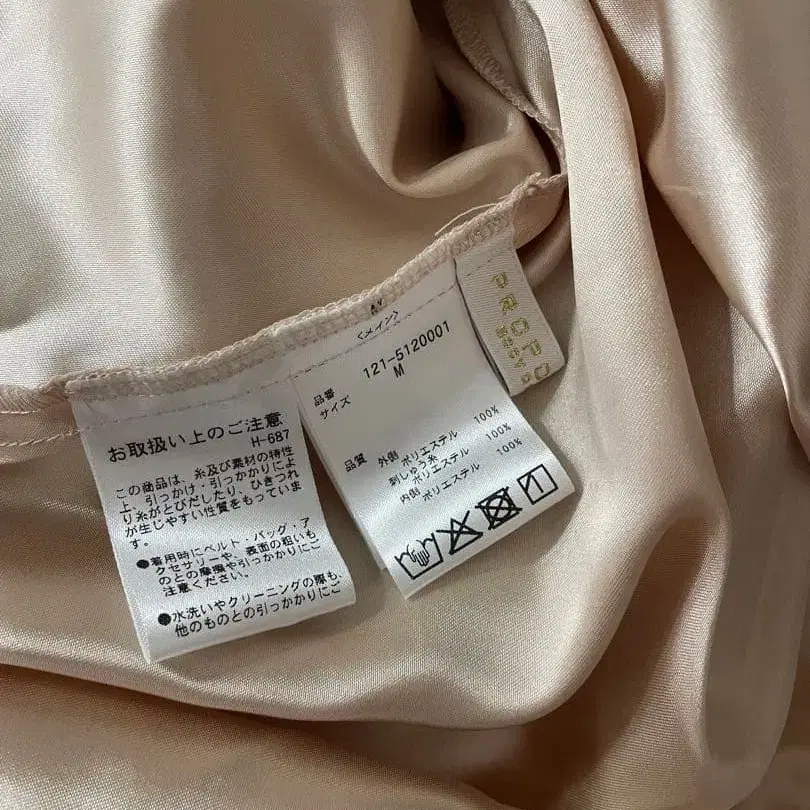 お取扱い上のご注意
H-687
この商品は、糸及び素材の特性
上、引っかけ・引っかかりによ
り糸がとびだしたり、ひきつれ
が生じやすい性質をもっていま
す。
●着用時にベルト・バッグ・ア
クセサリーや、表面の粗いも
のとの摩擦や引っかかりにご
注意ください。
●水洗いやクリーニングの際も、
他のものとの引っかかりにご
<メイン>
品番 121-5120001
サイズ M
品質 外側 ポリエステル 100%
刺しゅう糸
ポリエステル 100%
内側 ポリエステル 100%
PROPO